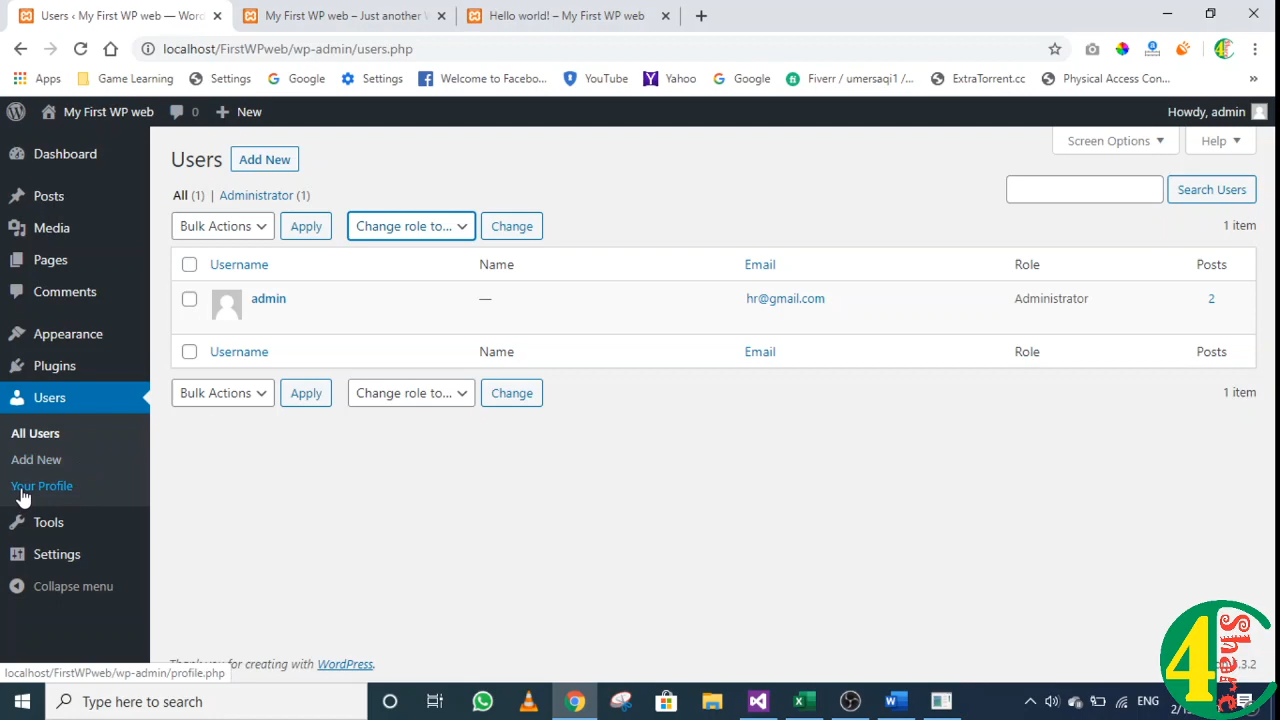 Users ‹ My First WP web — Wor
My First WP web – Just another W
Hello world! – My First WP web
localhost/FirstWPweb/wp-admin/users.php
Apps
Game Learning
Settings
Google
Settings
Welcome to Facebo...
YouTube
Yahoo
Google
Fiverr / umersaqi1 /...
ExtraTorrent.cc
Physical Access Con...
»
My First WP web
0
New
Howdy, admin
Dashboard
Posts
Media
Pages
Comments
Appearance
Plugins
Users
All Users
Add New
Your Profile
Tools
Settings
Collapse menu
Screen Options
Help
Users Add New
All (1) | Administrator (1)
Search Users
Bulk Actions Apply Change role to... Change 1 item
Username Name Email Role Posts
admin — hr@gmail.com Administrator 2
Username Name Email Role Posts
Bulk Actions Apply Change role to... Change 1 item
for creating with WordPress.
5.3.2
localhost/FirstWPweb/wp-admin/profile.php
4 Share
Type here to search
ENG